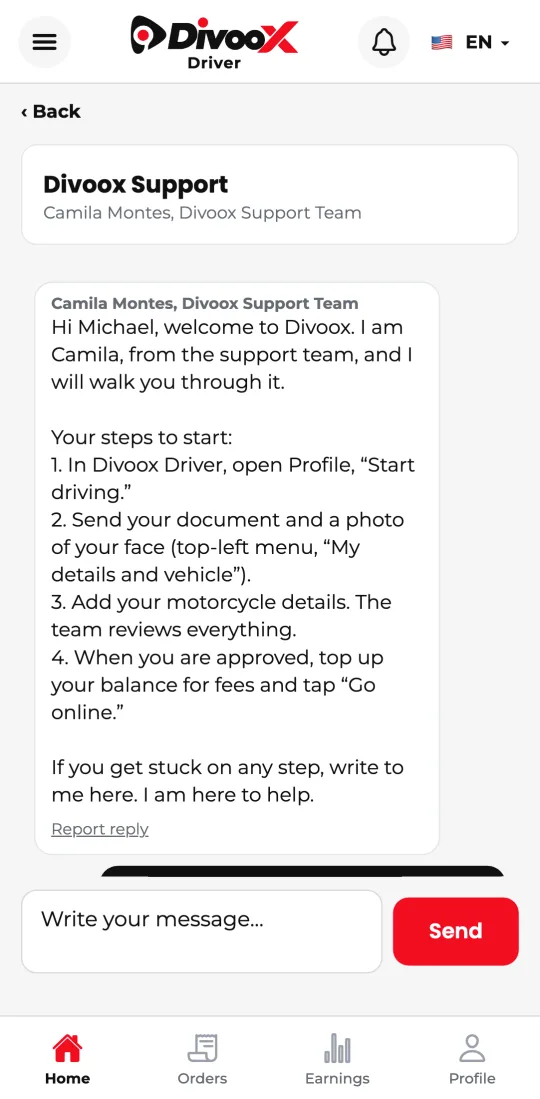 DivooX
Driver
EN
‹ Back
Divoox Support
Camila Montes, Divoox Support Team
Camila Montes, Divoox Support Team
Hi Michael, welcome to Divoox. I am
Camila, from the support team, and I
will walk you through it.
Your steps to start:
1. In Divoox Driver, open Profile, “Start
driving.”
2. Send your document and a photo
of your face (top-left menu, “My
details and vehicle”).
3. Add your motorcycle details. The
team reviews everything.
4. When you are approved, top up
your balance for fees and tap “Go
online.”
If you get stuck on any step, write to
me here. I am here to help.
Report reply
Write your message...
Send
Home
Orders
Earnings
Profile